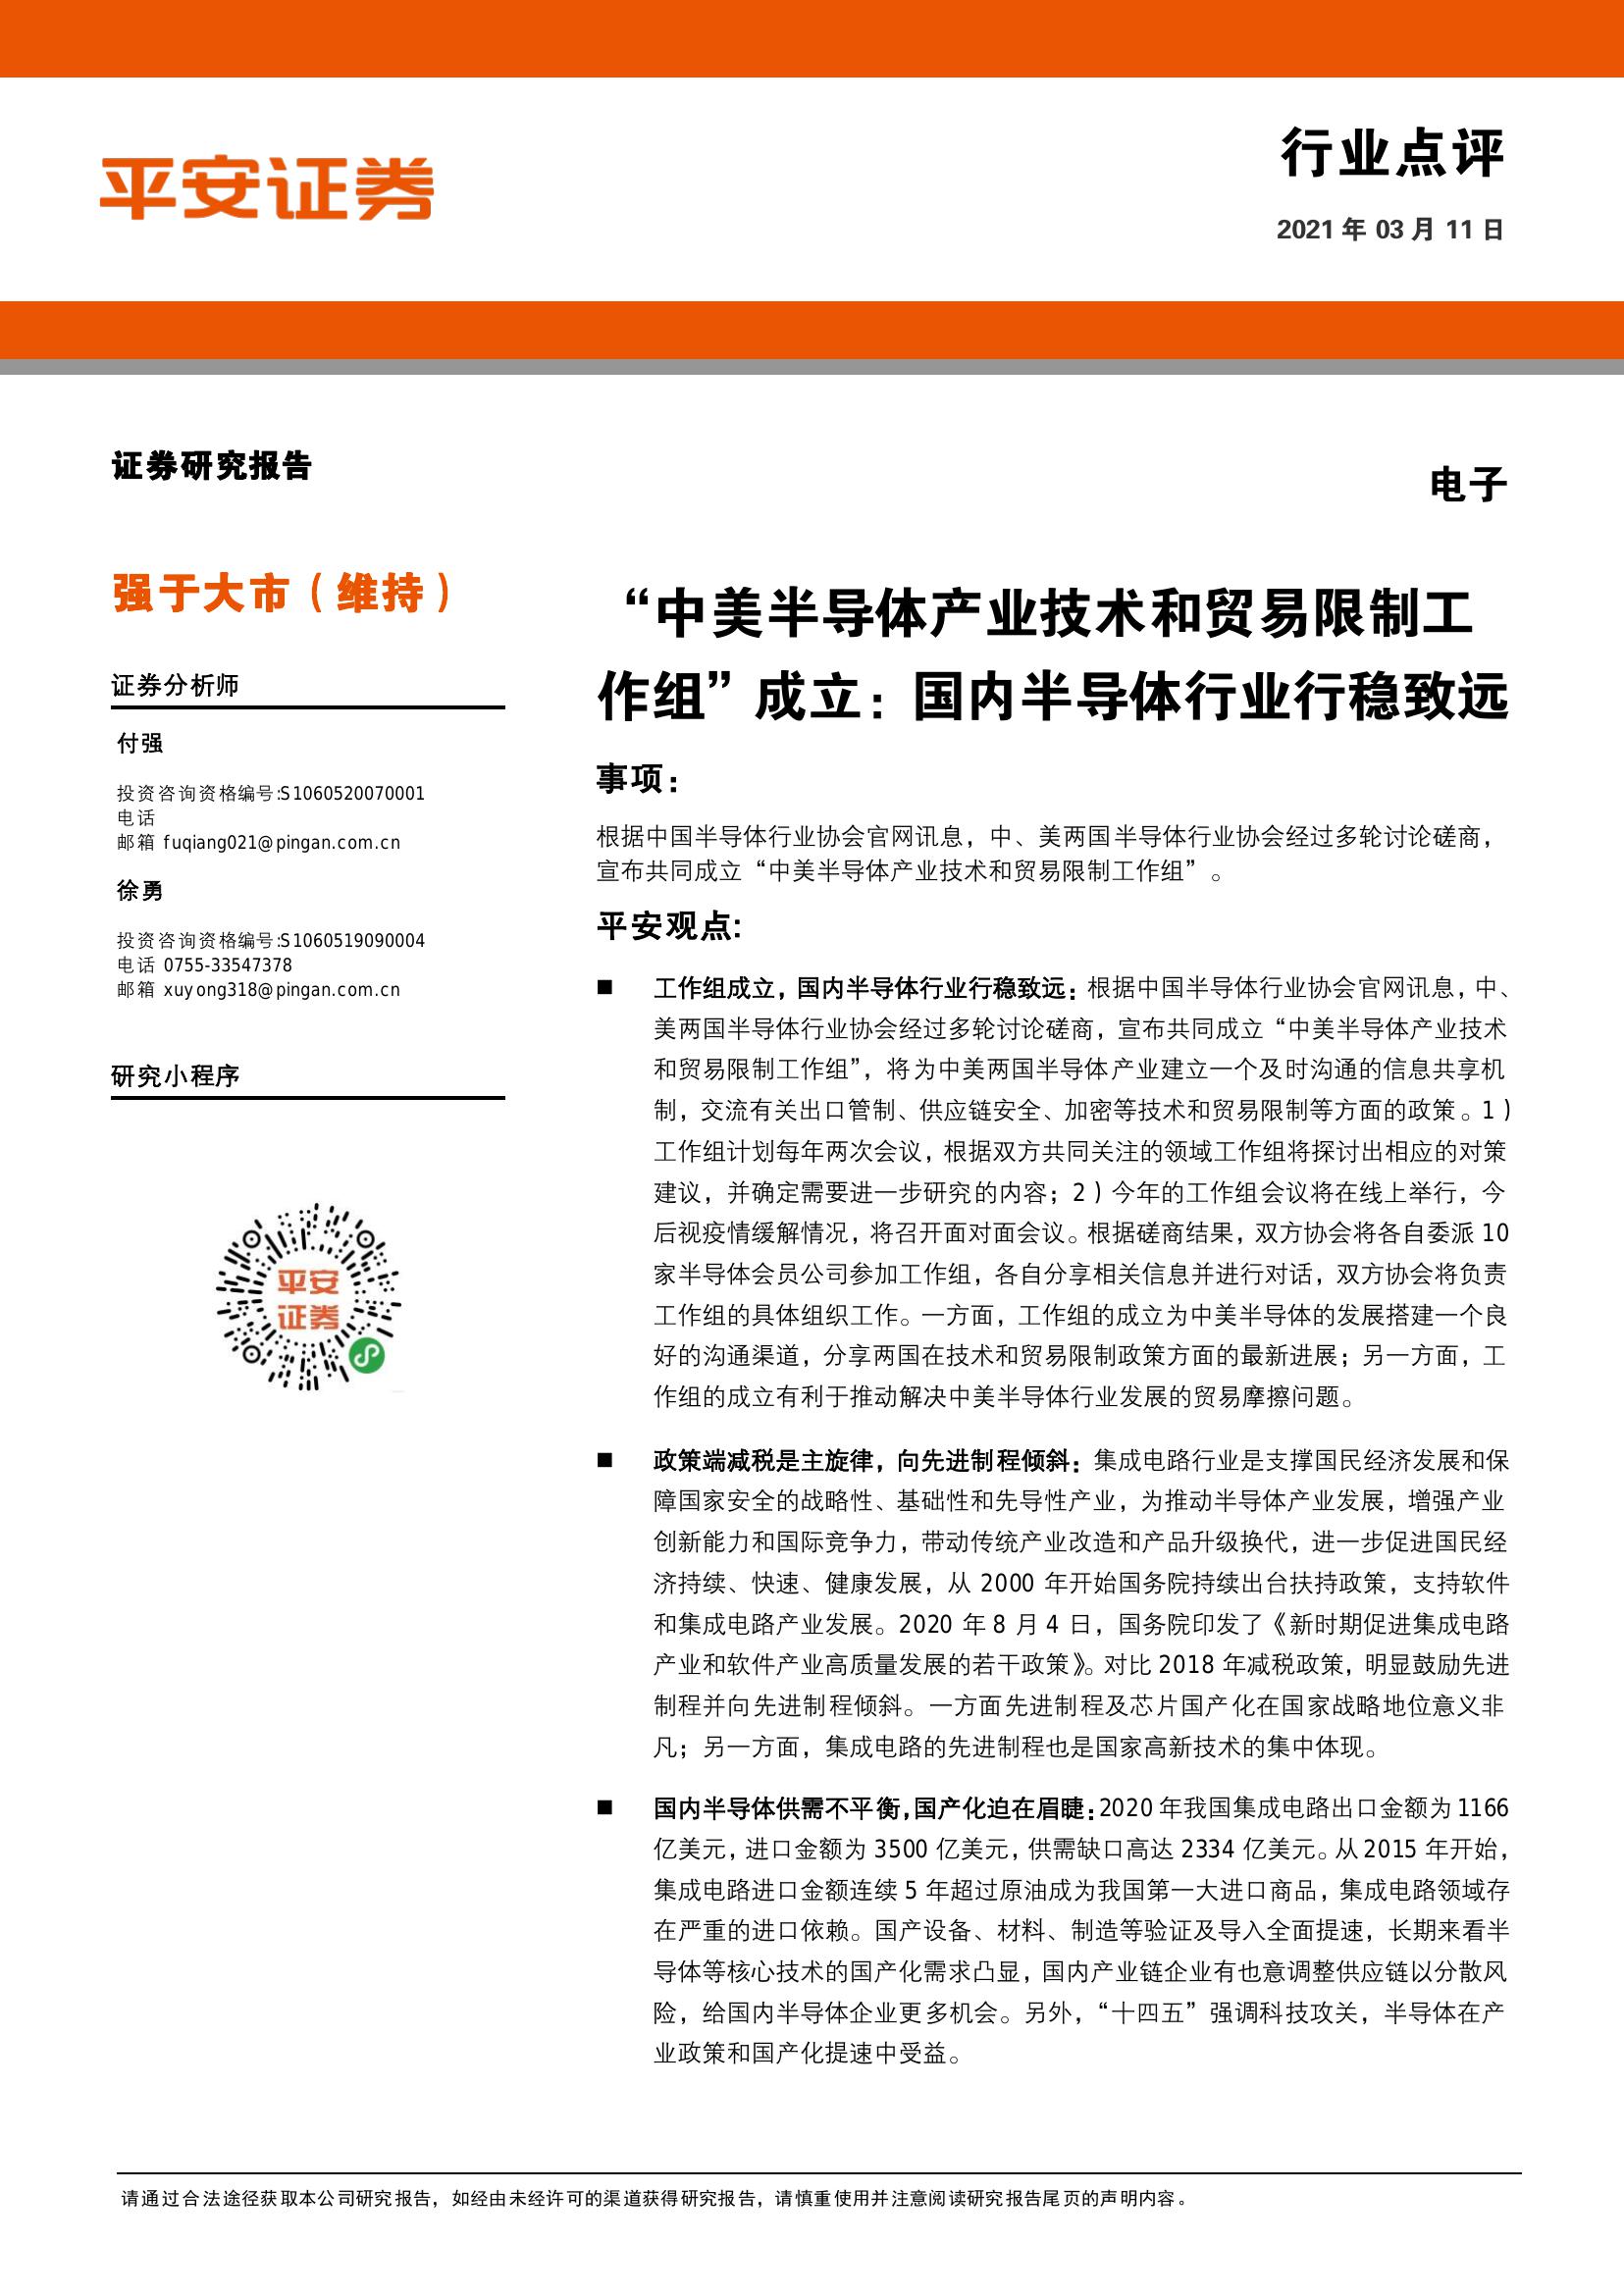 平安证券
行业点评
2021 年 03 月 11 日
证券研究报告
电子
强于大市（维持）
证券分析师
付强
投资咨询资格编号:S1060520070001
电话
邮箱 fuqiang021@pingan.com.cn
徐勇
投资咨询资格编号:S1060519090004
电话 0755-33547378
邮箱 xuyong318@pingan.com.cn
研究小程序
平安
证券
“中美半导体产业技术和贸易限制工
作组”成立：国内半导体行业行稳致远
事项：
根据中国半导体行业协会官网讯息，中、美两国半导体行业协会经过多轮讨论磋商，
宣布共同成立“中美半导体产业技术和贸易限制工作组”。
平安观点:
■ 工作组成立，国内半导体行业行稳致远：根据中国半导体行业协会官网讯息，中、
美两国半导体行业协会经过多轮讨论磋商，宣布共同成立“中美半导体产业技术
和贸易限制工作组”，将为中美两国半导体产业建立一个及时沟通的信息共享机
制，交流有关出口管制、供应链安全、加密等技术和贸易限制等方面的政策。1）
工作组计划每年两次会议，根据双方共同关注的领域工作组将探讨出相应的对策
建议，并确定需要进一步研究的内容；2）今年的工作组会议将在线上举行，今
后视疫情缓解情况，将召开面对面会议。根据磋商结果，双方协会将各自委派 10
家半导体会员公司参加工作组，各自分享相关信息并进行对话，双方协会将负责
工作组的具体组织工作。一方面，工作组的成立为中美半导体的发展搭建一个良
好的沟通渠道，分享两国在技术和贸易限制政策方面的最新进展；另一方面，工
作组的成立有利于推动解决中美半导体行业发展的贸易摩擦问题。
■ 政策端减税是主旋律，向先进制程倾斜：集成电路行业是支撑国民经济发展和保
障国家安全的战略性、基础性和先导性产业，为推动半导体产业发展，增强产业
创新能力和国际竞争力，带动传统产业改造和产品升级换代，进一步促进国民经
济持续、快速、健康发展，从 2000 年开始国务院持续出台扶持政策，支持软件
和集成电路产业发展。2020 年 8 月 4 日，国务院印发了《新时期促进集成电路
产业和软件产业高质量发展的若干政策》。对比 2018 年减税政策，明显鼓励先进
制程并向先进制程倾斜。一方面先进制程及芯片国产化在国家战略地位意义非
凡；另一方面，集成电路的先进制程也是国家高新技术的集中体现。
■ 国内半导体供需不平衡，国产化迫在眉睫：2020 年我国集成电路出口金额为 1166
亿美元，进口金额为 3500 亿美元，供需缺口高达 2334 亿美元。从 2015 年开始，
集成电路进口金额连续 5 年超过原油成为我国第一大进口商品，集成电路领域存
在严重的进口依赖。国产设备、材料、制造等验证及导入全面提速，长期来看半
导体等核心技术的国产化需求凸显，国内产业链企业有也意调整供应链以分散风
险，给国内半导体企业更多机会。另外，“十四五”强调科技攻关，半导体在产
业政策和国产化提速中受益。
请通过合法途径获取本公司研究报告，如经由未经许可的渠道获得研究报告，请慎重使用并注意阅读研究报告尾页的声明内容。